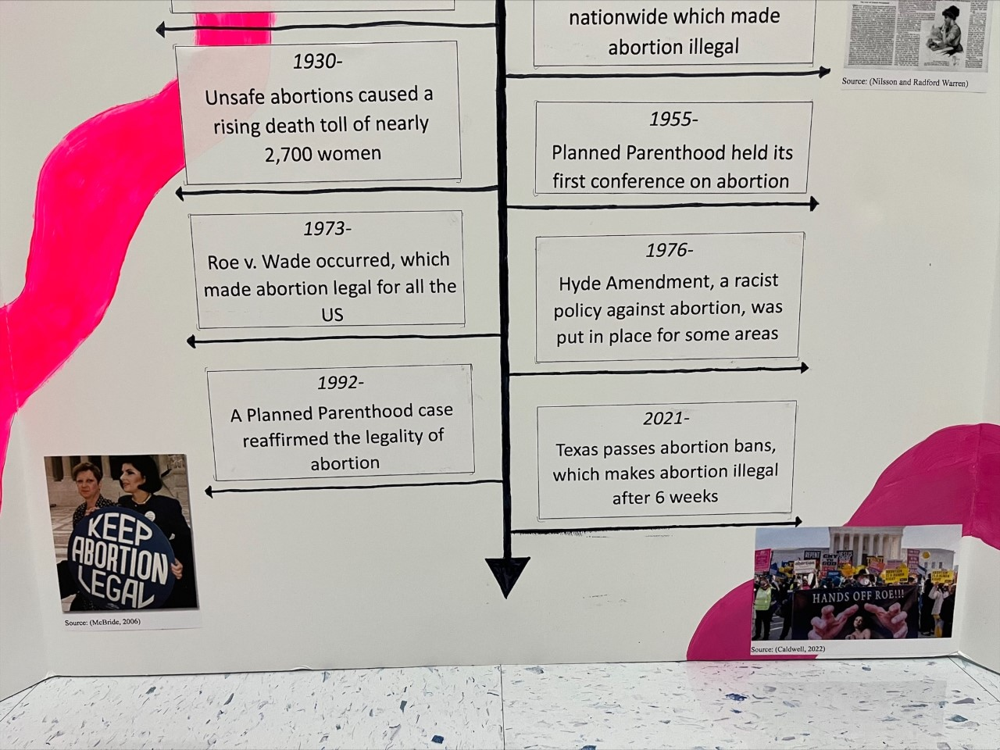 nationwide which made
abortion illegal
Source: (Nilsson and Radford Warren)
1930-
Unsafe abortions caused a
rising death toll of nearly
2,700 women
1955-
Planned Parenthood held its
first conference on abortion
1973-
Roe v. Wade occurred, which
made abortion legal for all the
US
1976-
Hyde Amendment, a racist
policy against abortion, was
put in place for some areas
1992-
A Planned Parenthood case
reaffirmed the legality of
abortion
2021-
Texas passes abortion bans,
which makes abortion illegal
after 6 weeks
KEEP
ABORTION
LEGAL
Source: (McBride, 2006)
REPENT
abortion
HANDS OFF ROE!!!
Source: (Caldwell, 2022)